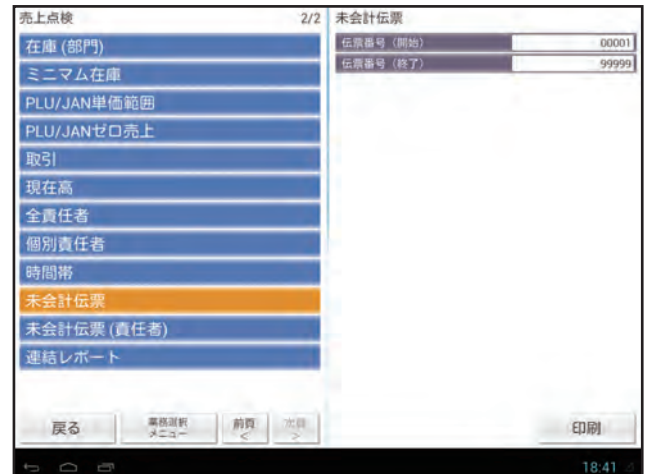 売上点検 2/2
在庫 (部門)
ミニマム在庫
PLU/JAN単価範囲
PLU/JANゼロ売上
取引
現在高
全責任者
個別責任者
時間帯
未会計伝票
未会計伝票 (責任者)
連結レポート
戻る
業務選択
メニュー
前頁
<
次頁
>
未会計伝票
伝票番号 (開始) 00001
伝票番号 (終了) 99999
印刷
18:41